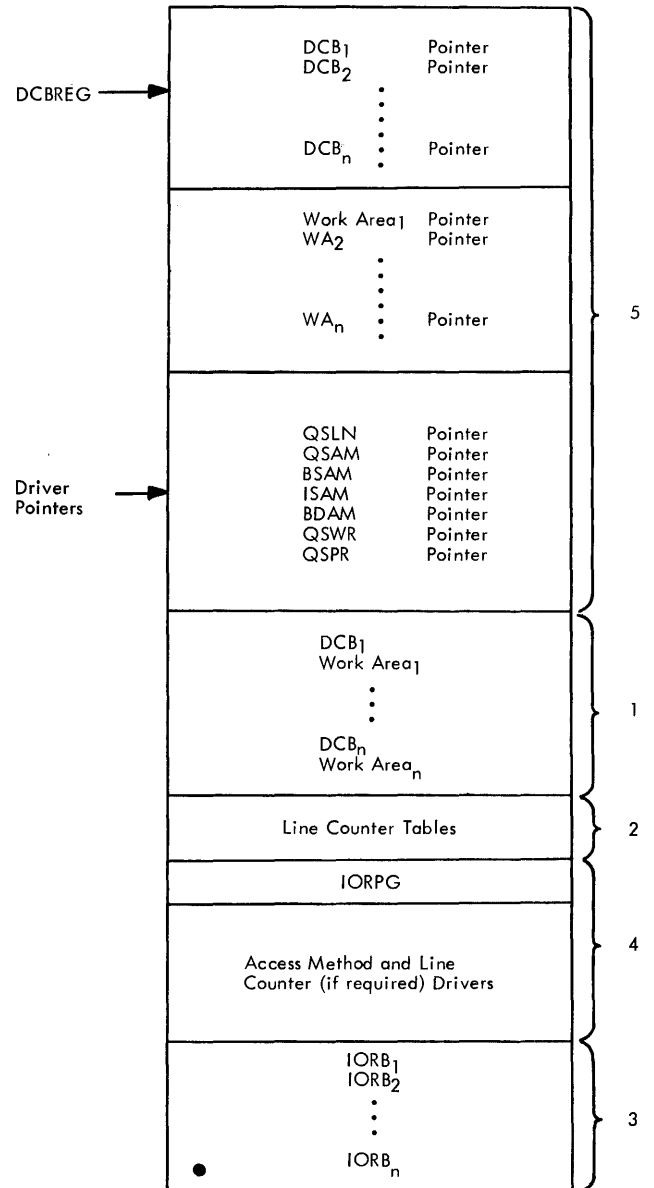 DCB1 Pointer
DCB2 Pointer
DCBREG
DCBn Pointer
Work Area1 Pointer
WA2 Pointer
WAn Pointer
5
QSLN Pointer
QSAM Pointer
BSAM Pointer
Driver Pointers
ISAM Pointer
BDAM Pointer
QSWR Pointer
QSPR Pointer
DCB1
Work Area1
1
DCBn
Work Arean
Line Counter Tables
2
IORPG
4
Access Method and Line
Counter (if required) Drivers
IORB1
IORB2
3
IORBn